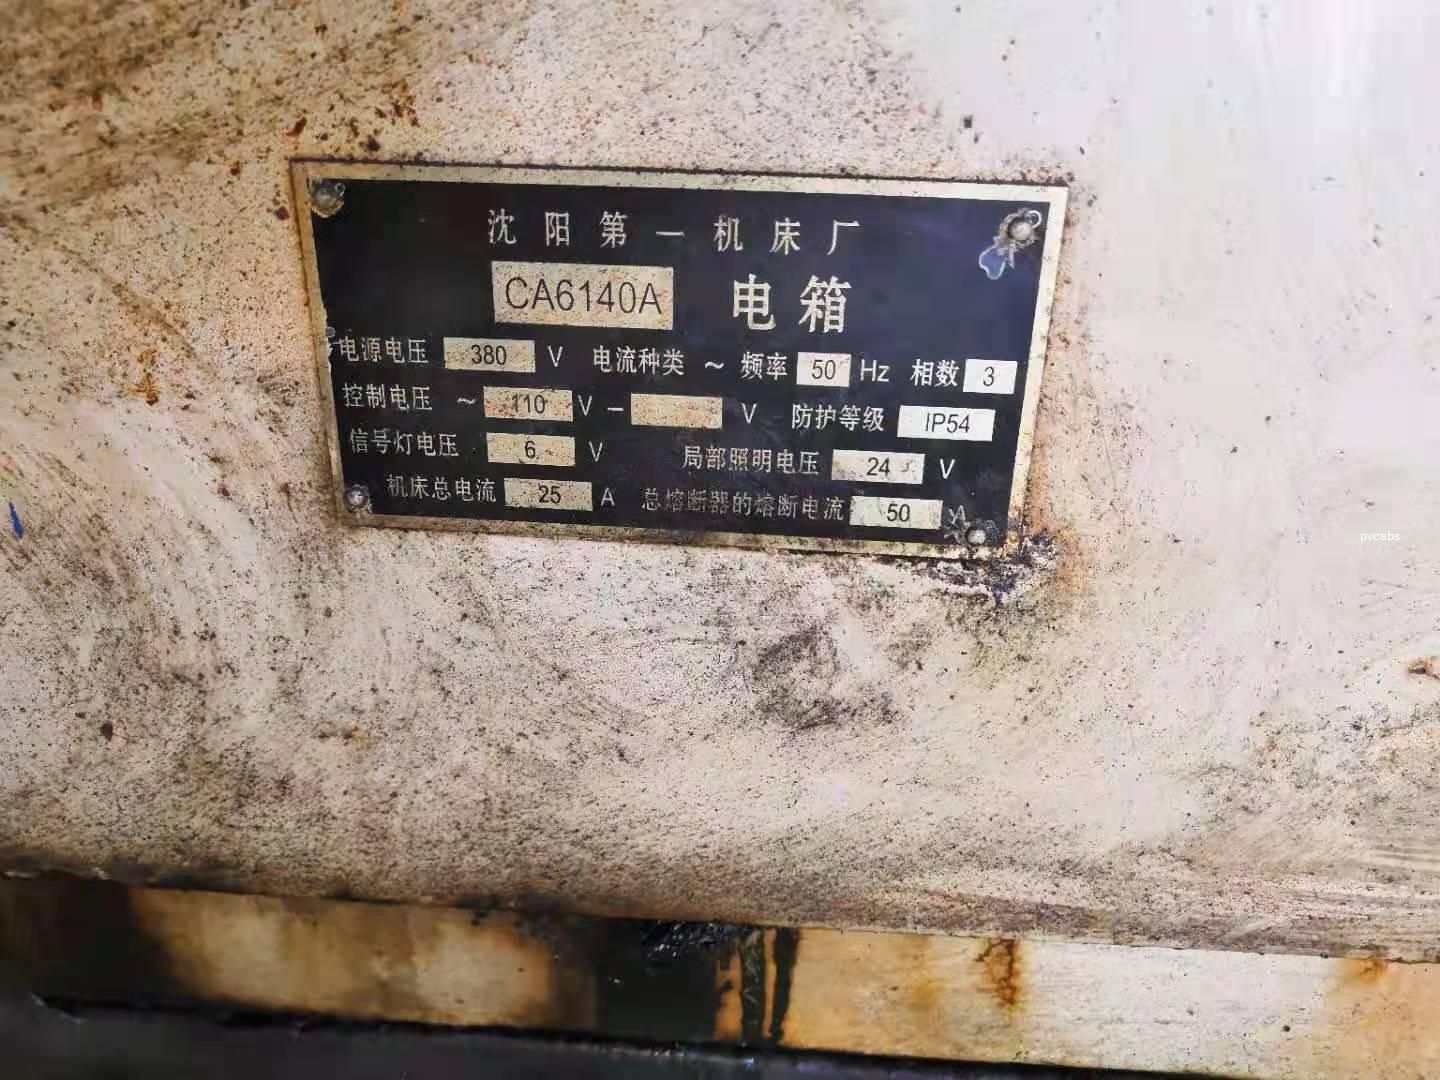 沈阳第一机床厂
CA6140A 电箱
电源电压 380 V 电流种类 ~ 频率 50 Hz 相数 3
控制电压 ~ 110 V - V 防护等级 IP54
信号灯电压 6 V 局部照明电压 24 V
机床总电流 25 A 总熔断器的熔断电流 50 A
pvcabs